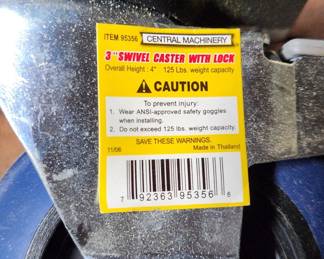 ITEM 95356 CENTRAL MACHINERY
3" SWIVEL CASTER WITH LOCK
Overall Height : 4" 125 Lbs. weight capacity
CAUTION
To prevent injury:
1. Wear ANSI-approved safety goggles
when installing.
2. Do not exceed 125 lbs. weight capacity.
SAVE THESE WARNINGS.
11/06 Made in Thailand
7 92363 95356 6